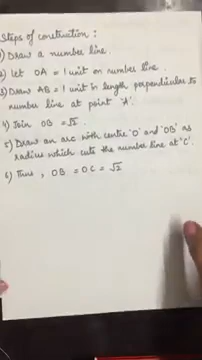 Steps of construction :
1) Draw a number line.
2) Let OA = 1 unit on number line.
3) Draw AB = 1 unit in length perpendicular to
number line at point 'A'.
4) Join OB = √2.
5) Draw an arc with centre 'O' and 'OB' as
radius which cuts the number line at 'C'.
6) Thus, OB = OC = √2